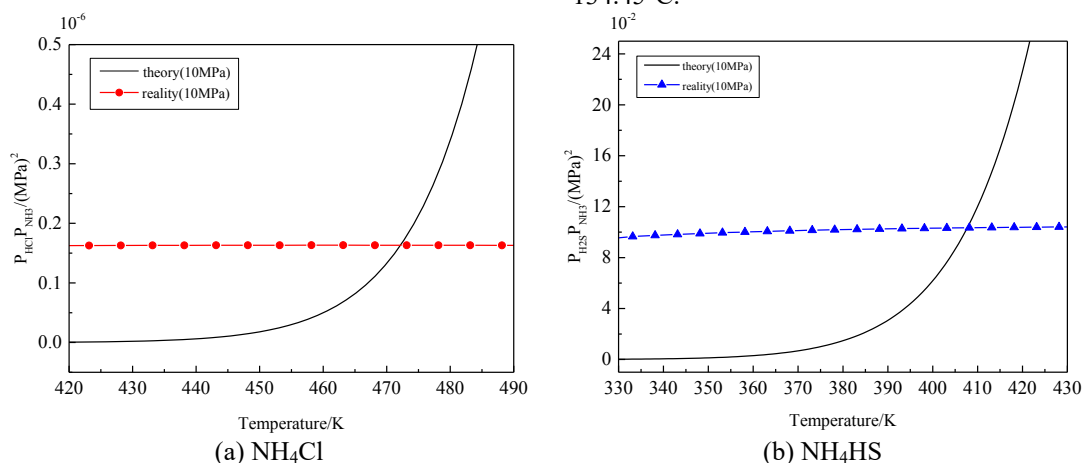 134.45°C.
10⁻⁶
0.5
0.4
0.3
0.2
0.1
0.0
P_HCl P_NH3/(MPa)²
theory(10MPa)
reality(10MPa)
420 430 440 450 460 470 480 490
Temperature/K
(a) NH₄Cl
10⁻²
24
20
16
12
8
4
0
P_H2S P_NH3/(MPa)²
theory(10MPa)
reality(10MPa)
330 340 350 360 370 380 390 400 410 420 430
Temperature/K
(b) NH₄HS